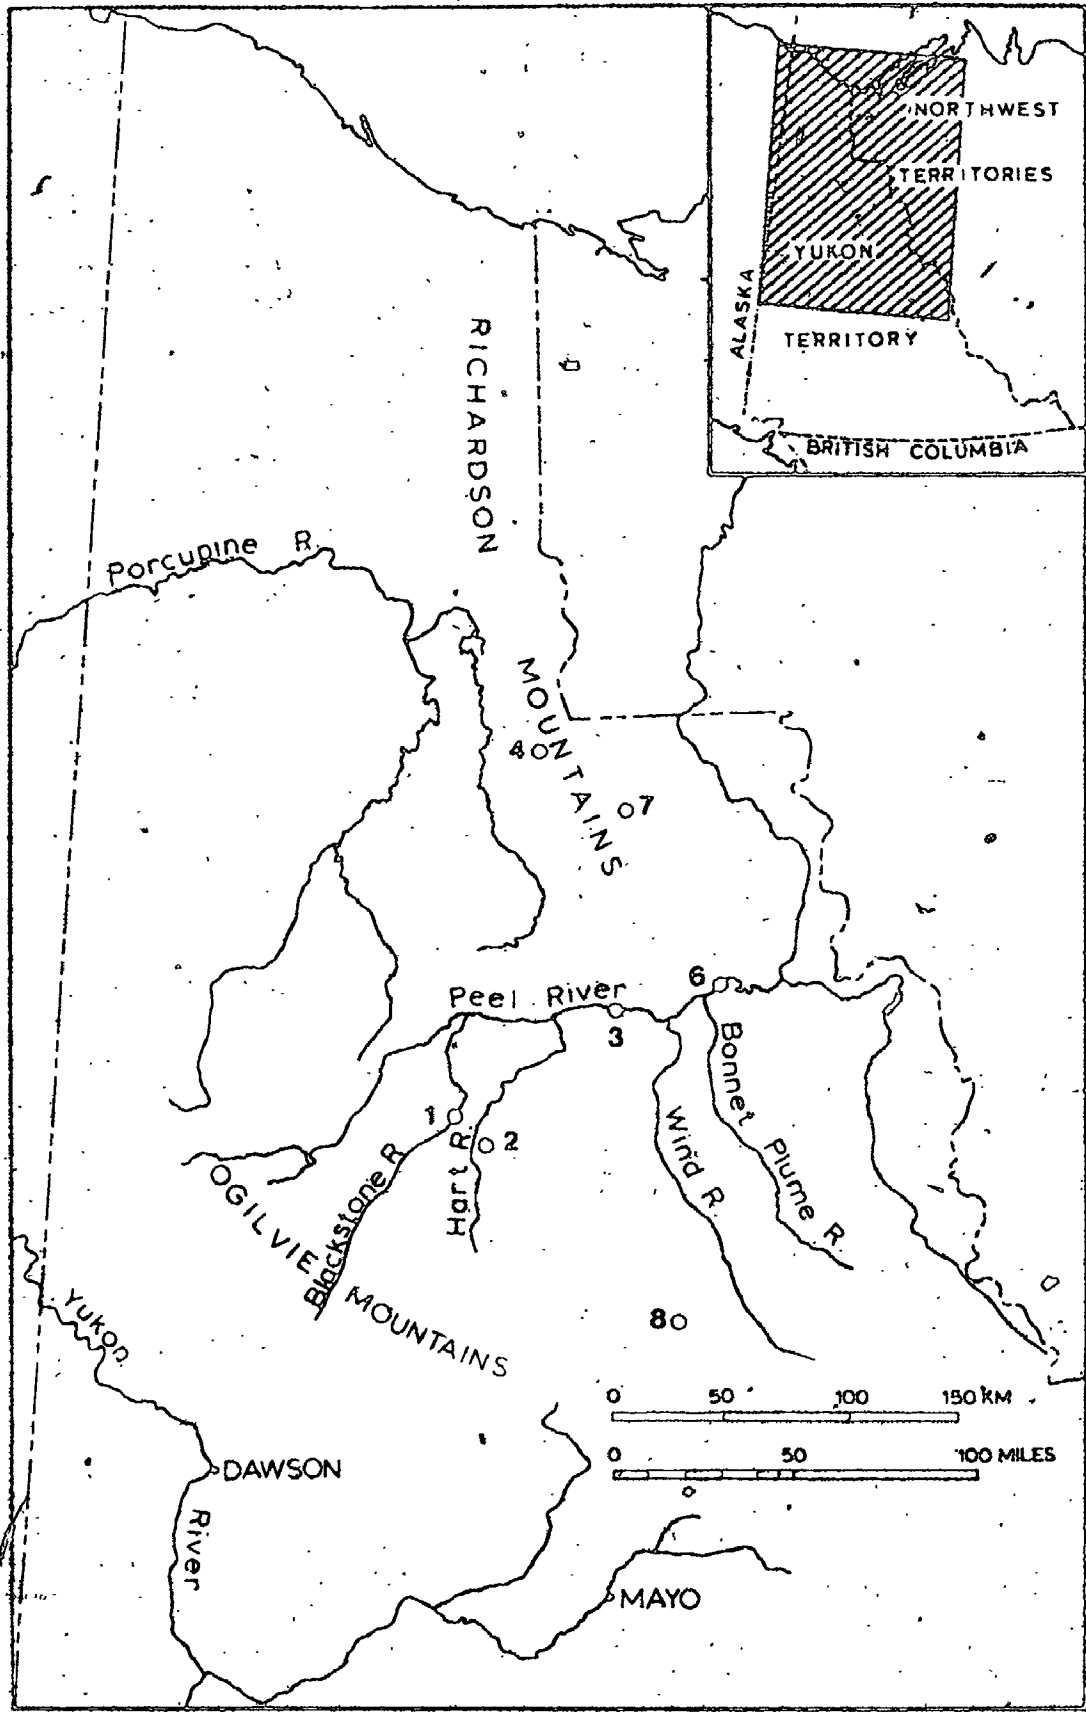 NORTHWEST
TERRITORIES
YUKON
ALASKA
TERRITORY
BRITISH COLUMBIA
RICHARDSON
Porcupine R.
MOUNTAINS
4
7
6
Peel River
3
Bonnet Plume R.
1
2
Wind R.
Hart R.
Blackstone R.
OGILVIE
MOUNTAINS
Yukon
8
0 50 100 150 KM
0 50 100 MILES
DAWSON
River
MAYO